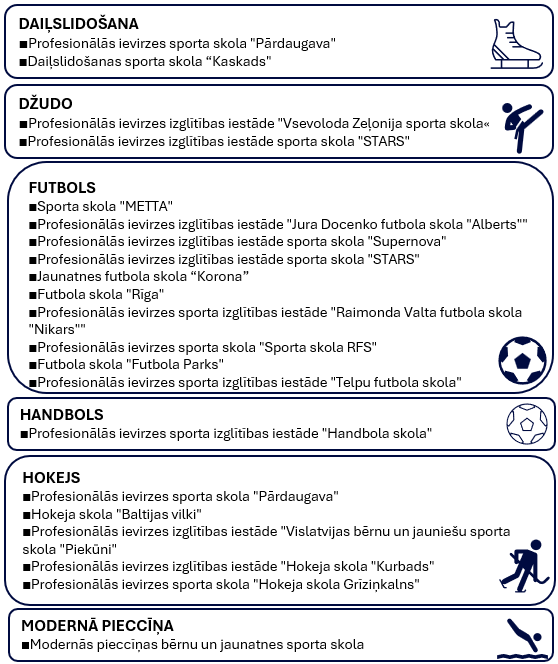 DAIĻSLIDOŠANA
■Profesionālās ievirzes sporta skola "Pārdaugava"
■Daiļslidošanas sporta skola “Kaskads"
DŽUDO
■Profesionālās ievirzes izglītības iestāde "Vsevoloda Zeļonija sporta skola«
■Profesionālās ievirzes izglītības iestāde sporta skola "STARS"
FUTBOLS
■Sporta skola "METTA"
■Profesionālās ievirzes izglītības iestāde "Jura Docenko futbola skola "Alberts""
■Profesionālās ievirzes izglītības iestāde sporta skola "Supernova"
■Profesionālās ievirzes izglītības iestāde sporta skola "STARS"
■Jaunatnes futbola skola “Korona”
■Futbola skola "Rīga"
■Profesionālās ievirzes sporta izglītības iestāde "Raimonda Valta futbola skola
"Nikars""
■Profesionālās ievirzes sporta skola "Sporta skola RFS"
■Futbola skola "Futbola Parks"
■Profesionālās ievirzes sporta izglītības iestāde "Telpu futbola skola"
HANDBOLS
■Profesionālās ievirzes sporta izglītības iestāde "Handbola skola"
HOKEJS
■Profesionālās ievirzes sporta skola "Pārdaugava"
■Hokeja skola "Baltijas vilki"
■Profesionālās ievirzes izglītības iestāde "Vislatvijas bērnu un jauniešu sporta
skola "Piekūni"
■Profesionālās ievirzes izglītības iestāde "Hokeja skola "Kurbads"
■Profesionālās ievirzes sporta skola "Hokeja skola Grīziņkalns"
MODERNĀ PIECCĪŅA
■Modernās pieccīņas bērnu un jaunatnes sporta skola